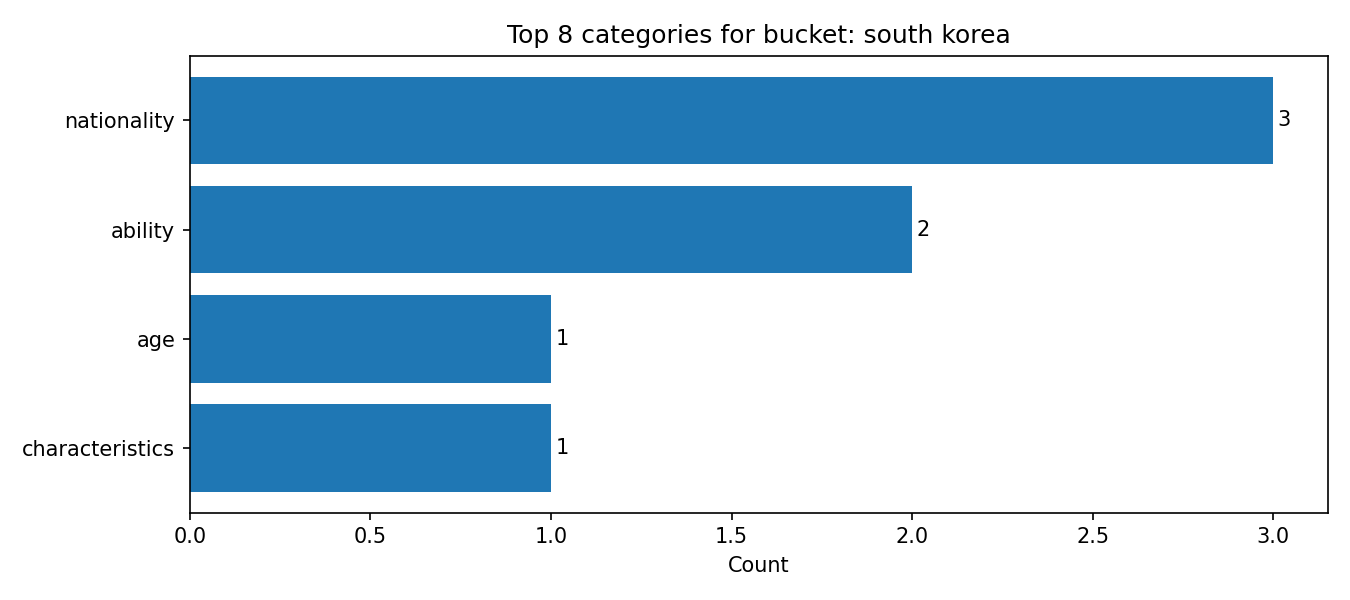 Top 8 categories for bucket: south korea
nationality
3
ability
2
age
1
characteristics
1
0.0 0.5 1.0 1.5 2.0 2.5 3.0
Count